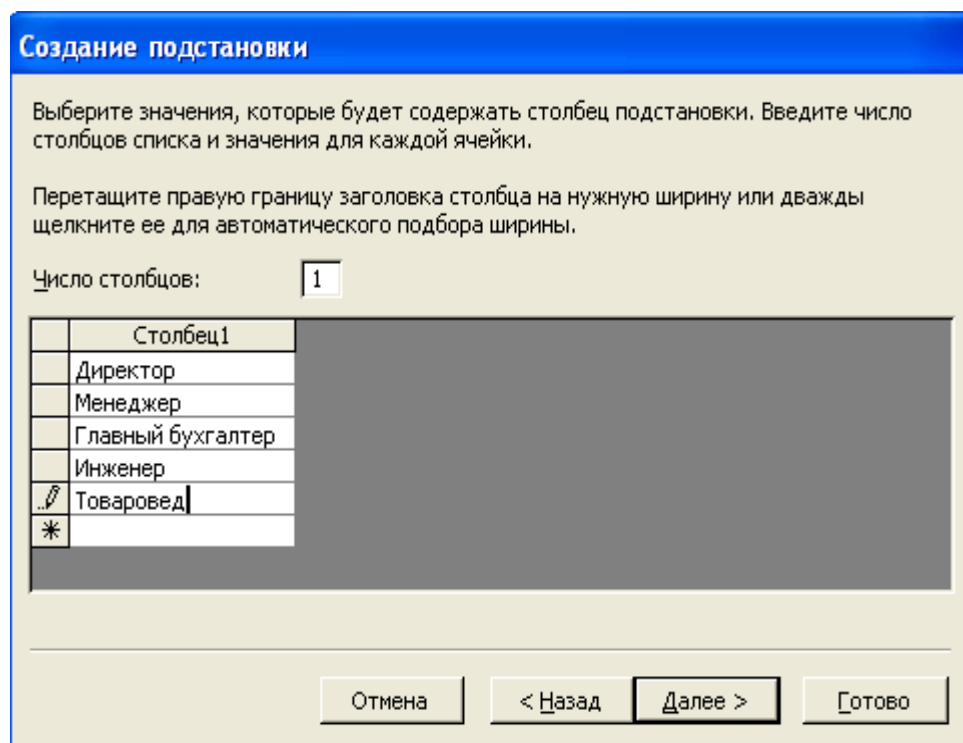 Создание подстановки
Выберите значения, которые будет содержать столбец подстановки. Введите число
столбцов списка и значения для каждой ячейки.
Перетащите правую границу заголовка столбца на нужную ширину или дважды
щелкните ее для автоматического подбора ширины.
Число столбцов: 1
Столбец1
Директор
Менеджер
Главный бухгалтер
Инженер
Товаровед
Отмена < Назад Далее > Готово